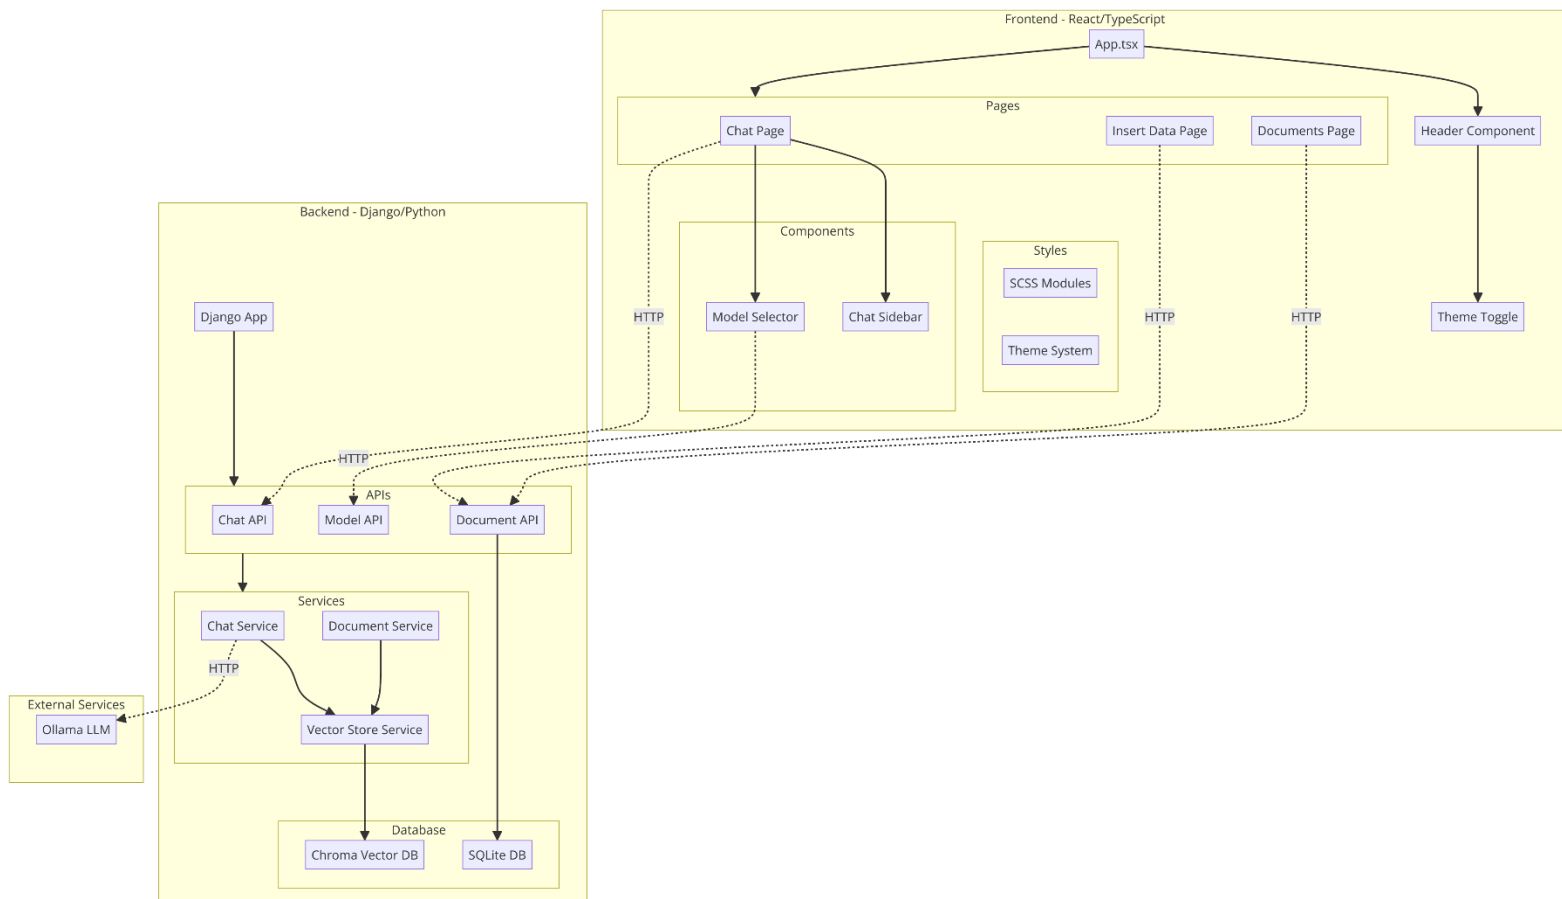 Frontend - React/TypeScript
App.tsx
Pages
Chat Page
Insert Data Page
Documents Page
Header Component
Backend - Django/Python
Components
Styles
SCSS Modules
Django App
Model Selector
Chat Sidebar
HTTP
HTTP
HTTP
Theme Toggle
Theme System
HTTP
APIs
Chat API
Model API
Document API
Services
Chat Service
Document Service
HTTP
External Services
Ollama LLM
Vector Store Service
Database
Chroma Vector DB
SQLite DB